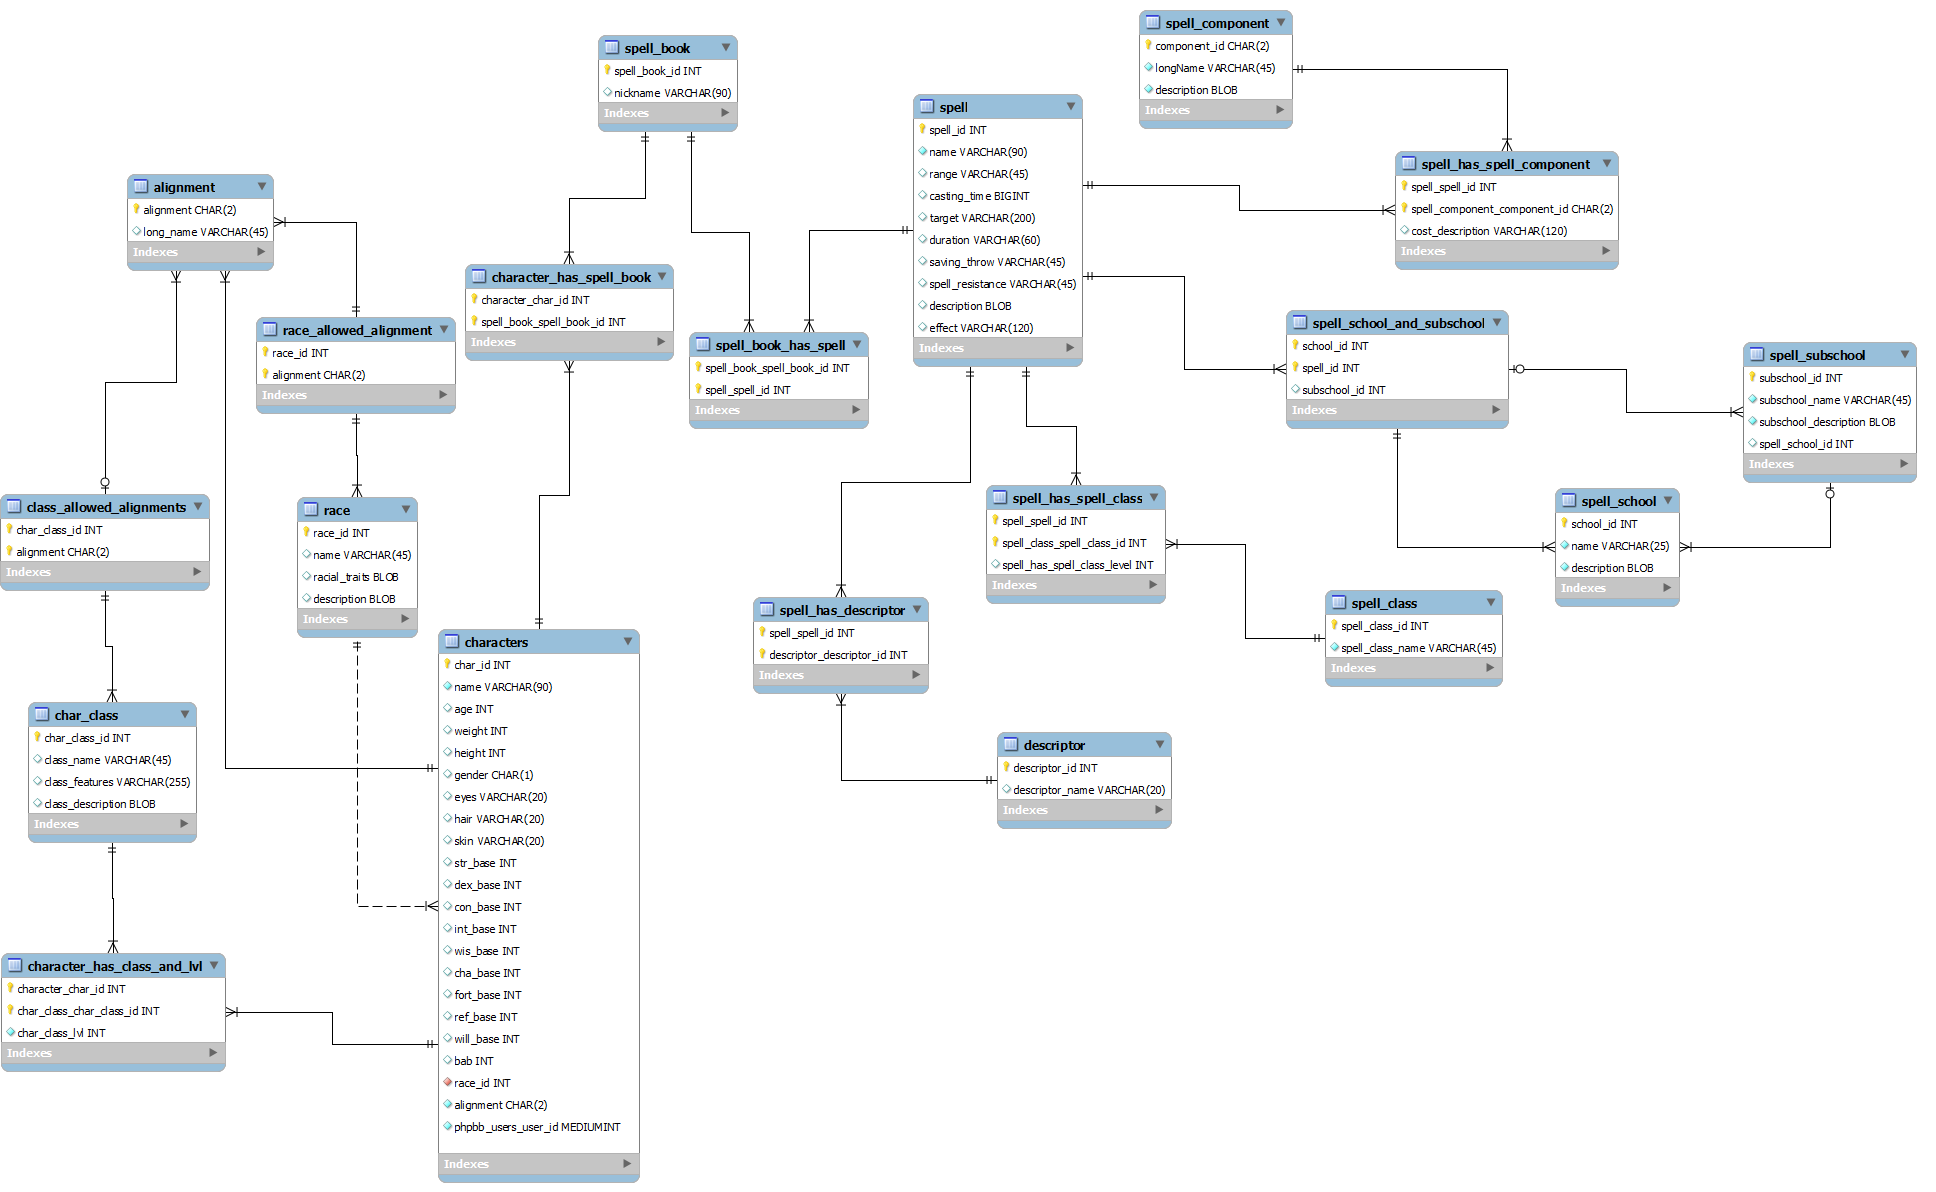 spell_component
component_id CHAR(2)
longName VARCHAR(45)
description BLOB
Indexes
spell_book
spell_book_id INT
nickname VARCHAR(90)
Indexes
spell
spell_id INT
name VARCHAR(90)
range VARCHAR(45)
casting_time BIGINT
target VARCHAR(200)
duration VARCHAR(60)
saving_throw VARCHAR(45)
spell_resistance VARCHAR(45)
description BLOB
effect VARCHAR(120)
Indexes
spell_has_spell_component
spell_spell_id INT
spell_component_component_id CHAR(2)
cost_description VARCHAR(120)
Indexes
alignment
alignment CHAR(2)
long_name VARCHAR(45)
Indexes
character_has_spell_book
character_char_id INT
spell_book_spell_book_id INT
Indexes
race_allowed_alignment
race_id INT
alignment CHAR(2)
Indexes
spell_book_has_spell
spell_book_spell_book_id INT
spell_spell_id INT
Indexes
spell_school_and_subschool
school_id INT
spell_id INT
subschool_id INT
Indexes
spell_subschool
subschool_id INT
subschool_name VARCHAR(45)
subschool_description BLOB
spell_school_id INT
Indexes
class_allowed_alignments
char_class_id INT
alignment CHAR(2)
Indexes
race
race_id INT
name VARCHAR(45)
racial_traits BLOB
description BLOB
Indexes
spell_has_spell_class
spell_spell_id INT
spell_class_spell_class_id INT
spell_has_spell_class_level INT
Indexes
spell_school
school_id INT
name VARCHAR(25)
description BLOB
Indexes
spell_has_descriptor
spell_spell_id INT
descriptor_descriptor_id INT
Indexes
spell_class
spell_class_id INT
spell_class_name VARCHAR(45)
Indexes
characters
char_id INT
name VARCHAR(90)
age INT
weight INT
height INT
gender CHAR(1)
eyes VARCHAR(20)
hair VARCHAR(20)
skin VARCHAR(20)
str_base INT
dex_base INT
con_base INT
int_base INT
wis_base INT
cha_base INT
fort_base INT
ref_base INT
will_base INT
bab INT
race_id INT
alignment CHAR(2)
phpbb_users_user_id MEDIUMINT
Indexes
char_class
char_class_id INT
class_name VARCHAR(45)
class_features VARCHAR(255)
class_description BLOB
Indexes
descriptor
descriptor_id INT
descriptor_name VARCHAR(20)
Indexes
character_has_class_and_lvl
character_char_id INT
char_class_char_class_id INT
char_class_lvl INT
Indexes